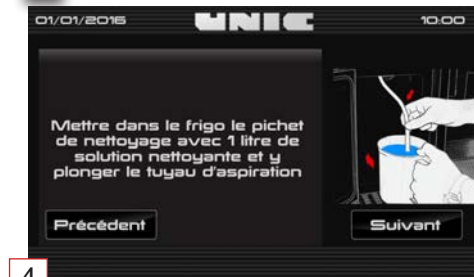 01/01/2016 UNIC 10:00
Mettre dans le frigo le pichet
de nettoyage avec 1 litre de
solution nettoyante et y
plonger le tuyau d'aspiration
Précédent Suivant
4